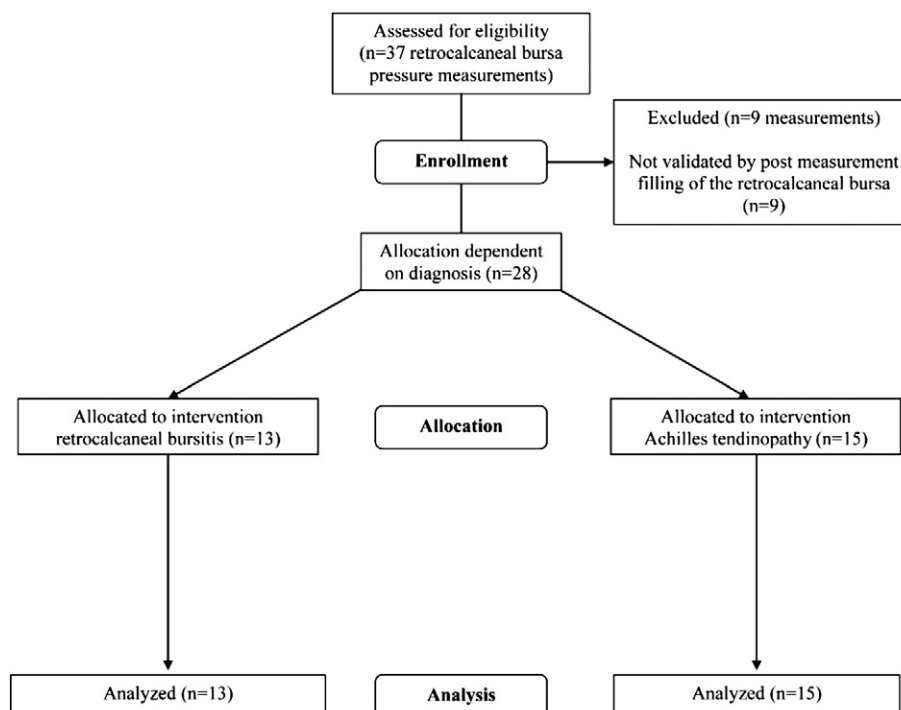 Assessed for eligibility
(n=37 retrocalcaneal bursa
pressure measurements)
Excluded (n=9 measurements)
Not validated by post measurement
filling of the retrocalcaneal bursa
(n=9)
Enrollment
Allocation dependent
on diagnosis (n=28)
Allocated to intervention
retrocalcaneal bursitis (n=13)
Allocation
Allocated to intervention
Achilles tendinopathy (n=15)
Analyzed (n=13)
Analysis
Analyzed (n=15)